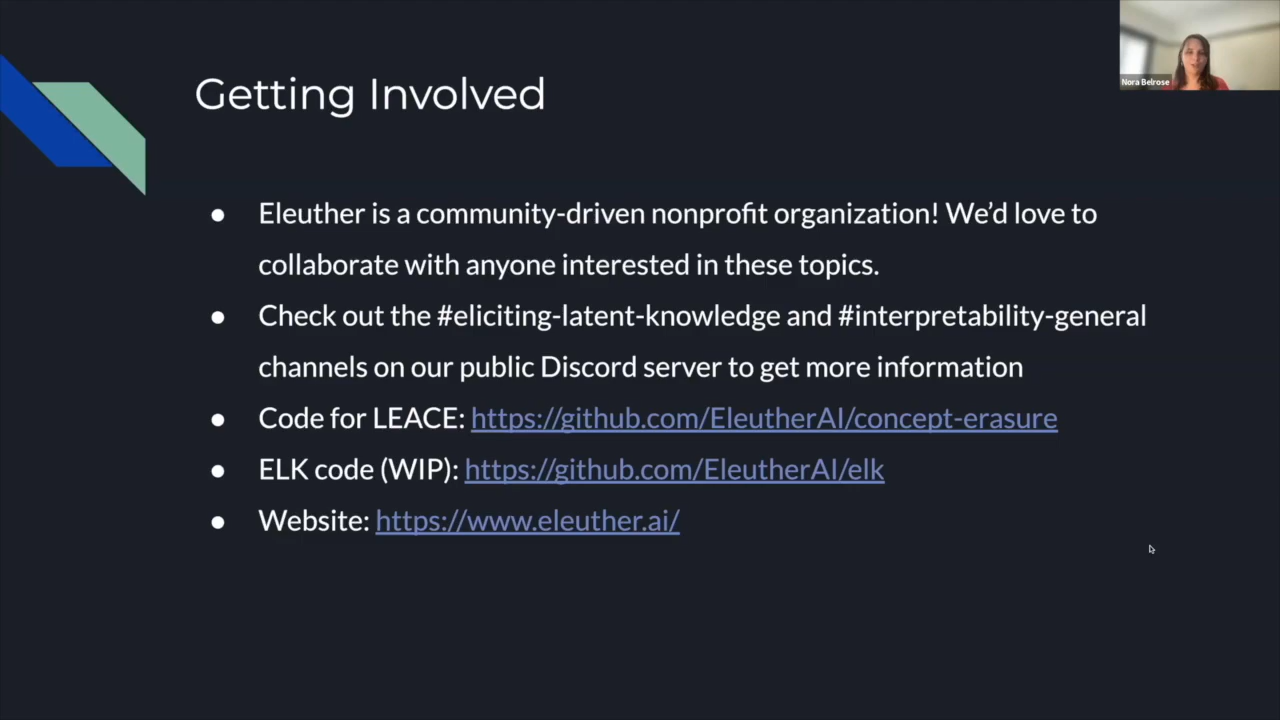 Getting Involved
Nora Belrose
● Eleuther is a community-driven nonprofit organization! We’d love to
collaborate with anyone interested in these topics.
● Check out the #eliciting-latent-knowledge and #interpretability-general
channels on our public Discord server to get more information
● Code for LEACE: https://github.com/EleutherAI/concept-erasure
● ELK code (WIP): https://github.com/EleutherAI/elk
● Website: https://www.eleuther.ai/